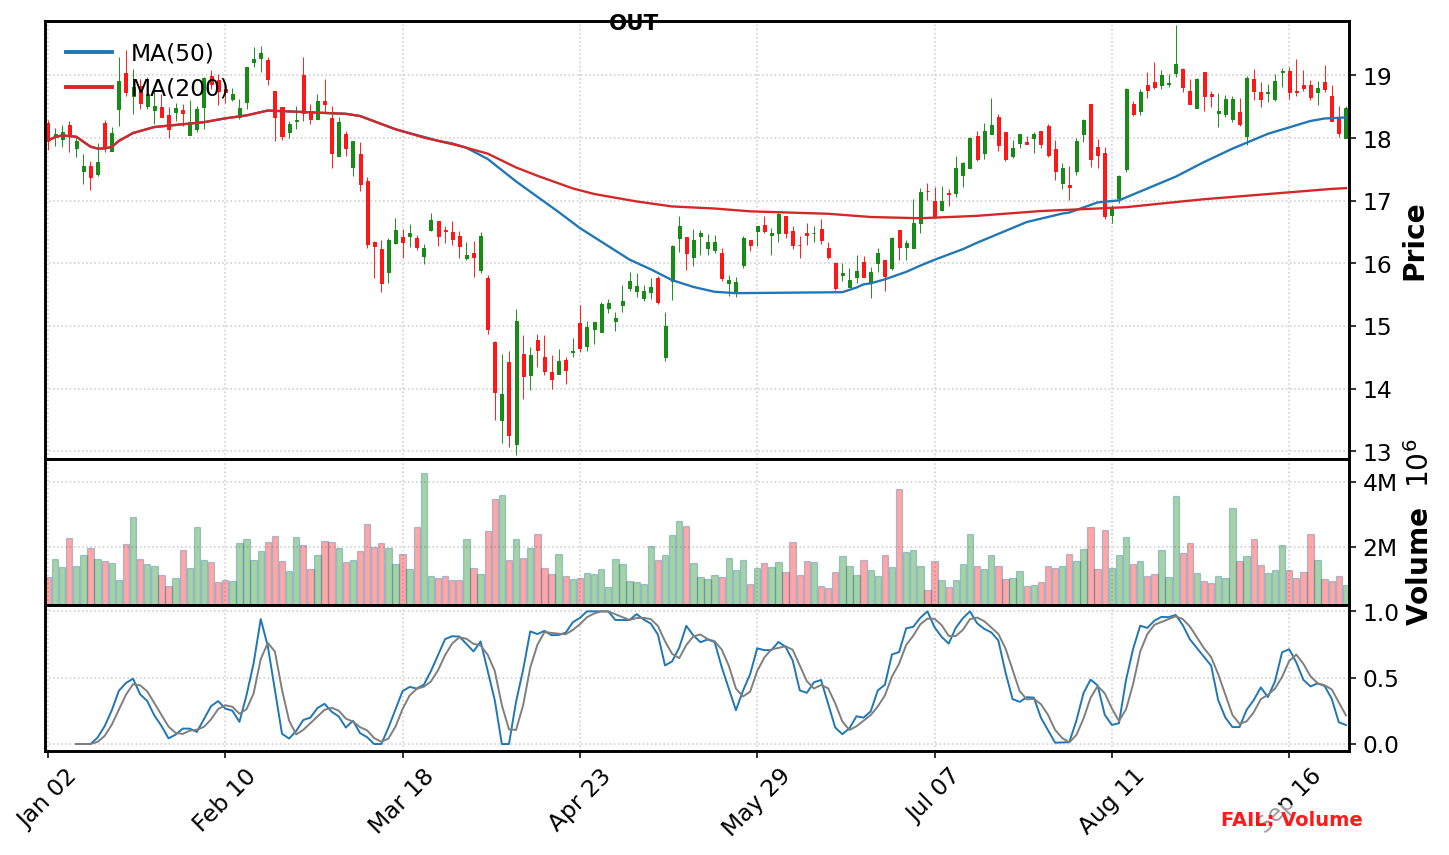 OUT
MA(50)
MA(200)
19
18
17
16
15
14
13
Price
4M
2M
Volume 10^6
1.0
0.5
0.0
Jan 02
Feb 10
Mar 18
Apr 23
May 29
Jul 07
Aug 11
Sep 16
FAIL: Volume